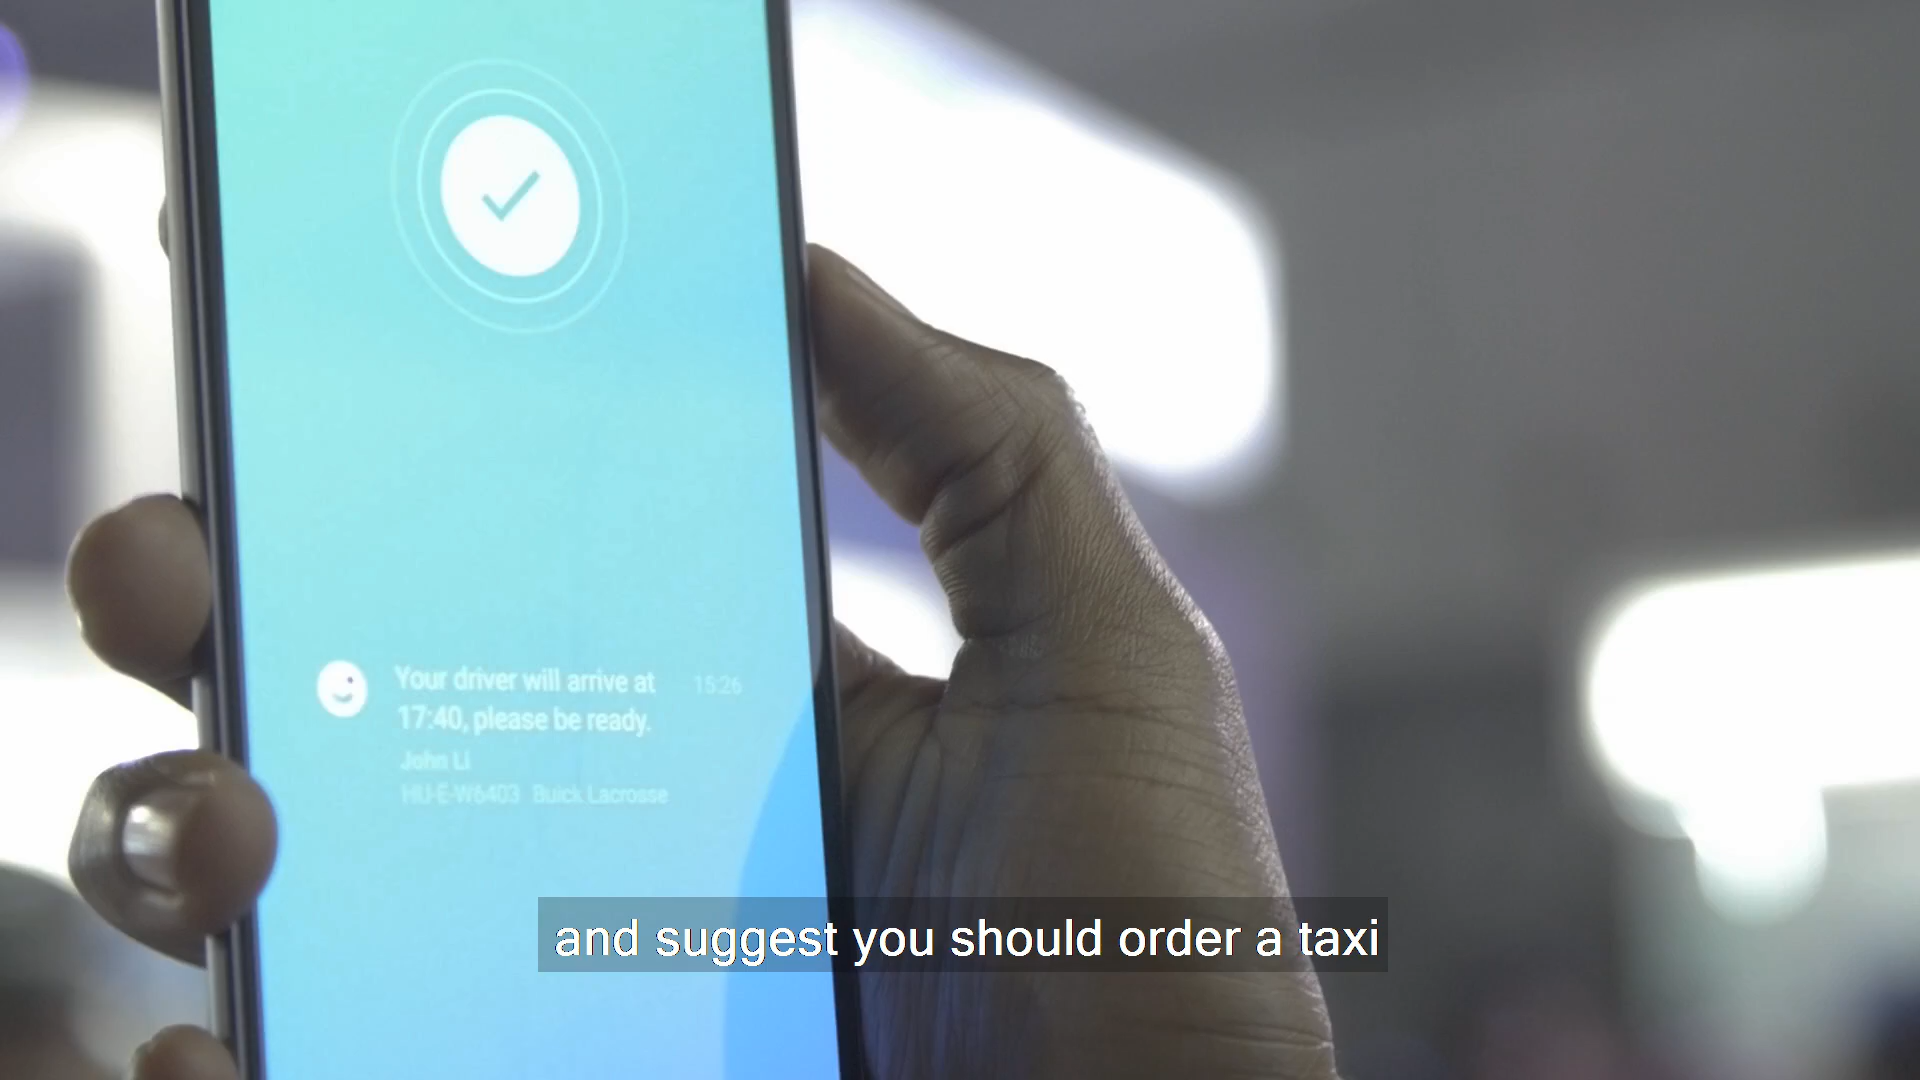 Your driver will arrive at
15:26
17:40, please be ready.
John Li
HU-E-W6403 Buick Lacrosse
and suggest you should order a taxi